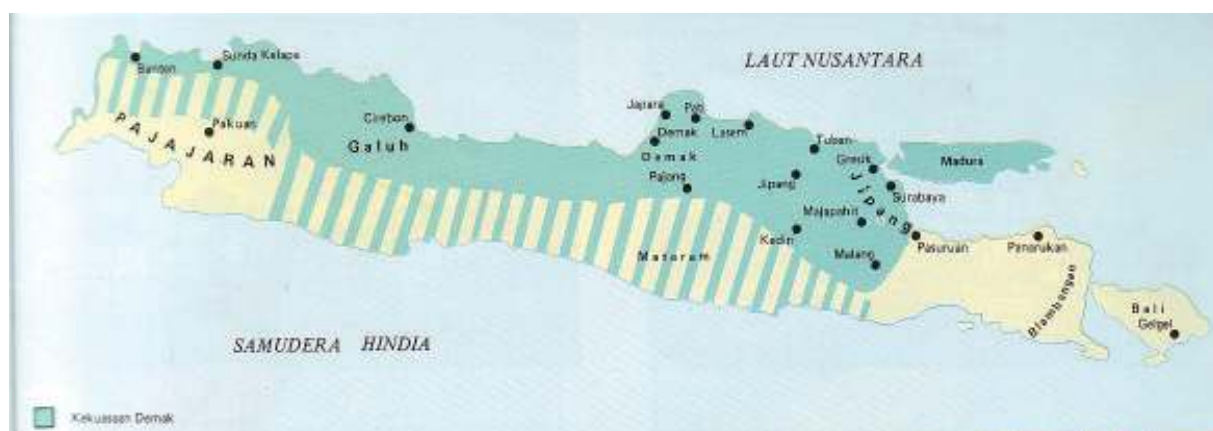 LAUT NUSANTARA
Banten
Sunda Kelapa
Pakuan
PAJAJARAN
Cirebon
Galuh
Japara
Pati
Demak
Demak
Lasem
Tuban
Gresik
Madura
Pajang
Jipang
Jipang
Surabaya
Majapahit
Kediri
Mataram
Malang
Pasuruan
Panarukan
Blambangan
Bali
Gelgel
SAMUDERA HINDIA
Kekuasaan Demak